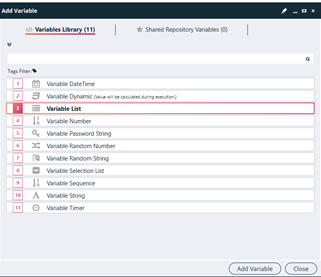 Add Variable
Variables Library (11) Shared Repository Variables (0)
Tags Filter:
1 Variable DateTime
2 Variable Dynamic [Value will be calculated during execution.]
3 Variable List
4 Variable Number
5 Variable Password String
6 Variable Random Number
7 Variable Random String
8 Variable Selection List
9 Variable Sequence
10 Variable String
11 Variable Timer
Add Variable Close